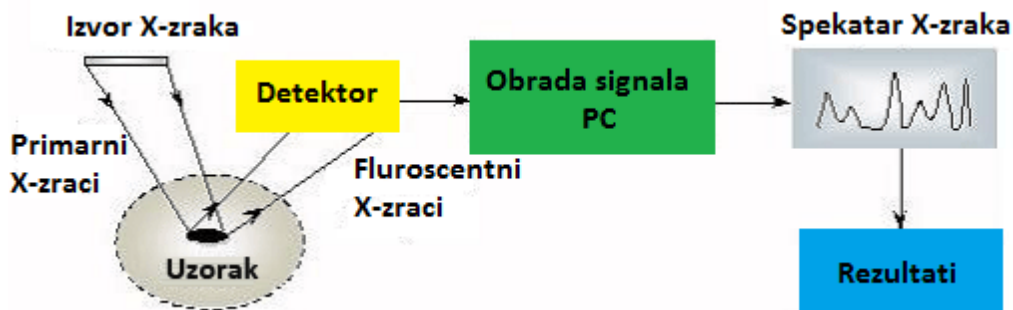 Izvor X-zraka
Primarni
X-zraci
Uzorak
Detektor
Fluroscentni
X-zraci
Obrada signala
PC
Spekatar X-zraka
Rezultati